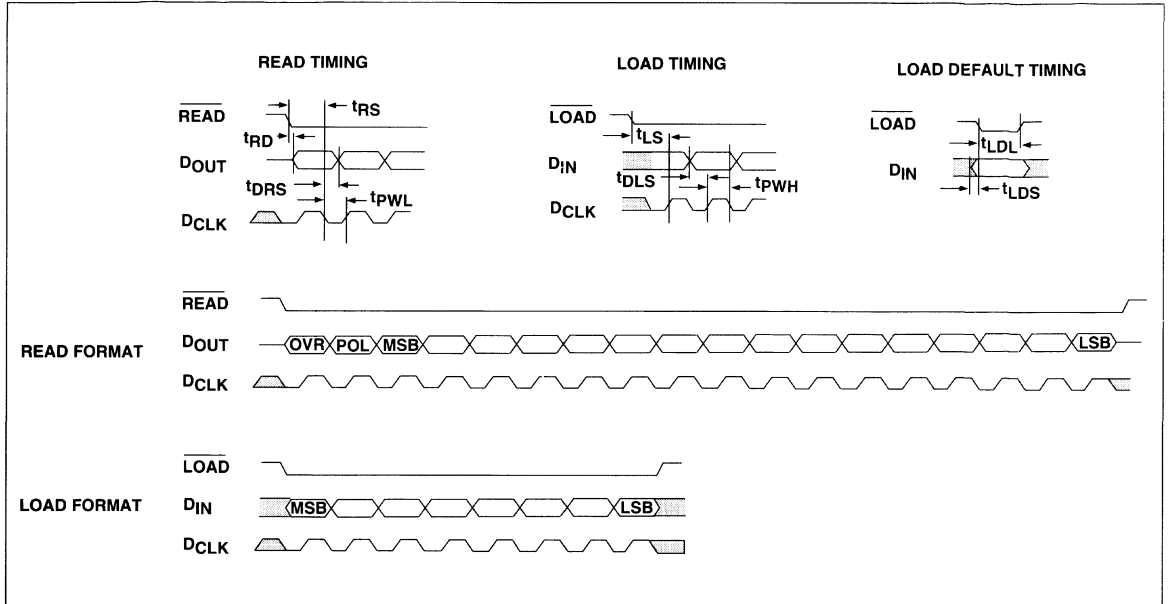 READ TIMING
READ
tRS
tRD
DOUT
tDRS
tPWL
DCLK
LOAD TIMING
LOAD
tLS
DIN
tDLS
tPWH
DCLK
LOAD DEFAULT TIMING
LOAD
tLDL
DIN
tLDS
READ FORMAT
READ
DOUT
OVR POL MSB LSB
DCLK
LOAD FORMAT
LOAD
DIN
MSB LSB
DCLK